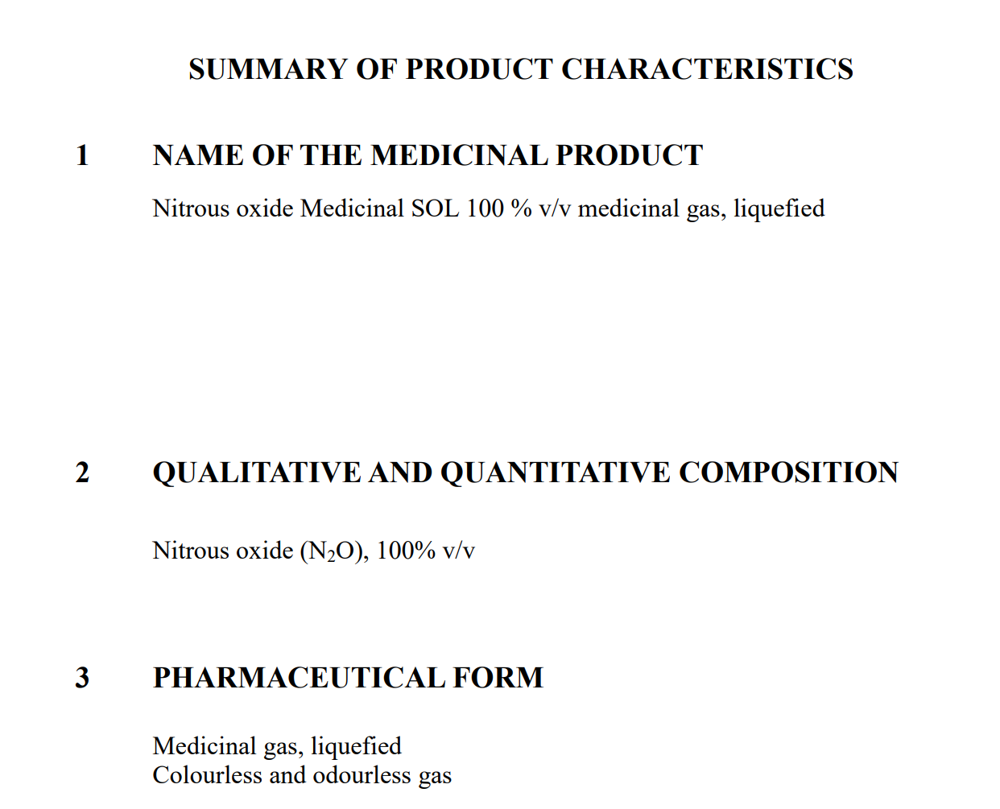 SUMMARY OF PRODUCT CHARACTERISTICS
1 NAME OF THE MEDICINAL PRODUCT
Nitrous oxide Medicinal SOL 100 % v/v medicinal gas, liquefied
2 QUALITATIVE AND QUANTITATIVE COMPOSITION
Nitrous oxide (N₂O), 100% v/v
3 PHARMACEUTICAL FORM
Medicinal gas, liquefied
Colourless and odourless gas